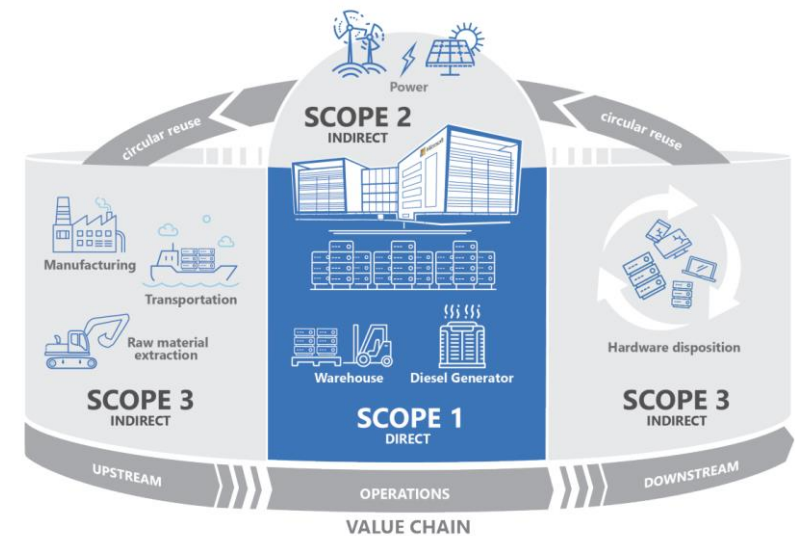 Power
SCOPE 2
INDIRECT
circular reuse
circular reuse
Microsoft
Manufacturing
Transportation
Raw material
extraction
SCOPE 3
INDIRECT
Warehouse
Diesel Generator
SCOPE 1
DIRECT
Hardware disposition
SCOPE 3
INDIRECT
UPSTREAM
OPERATIONS
DOWNSTREAM
VALUE CHAIN